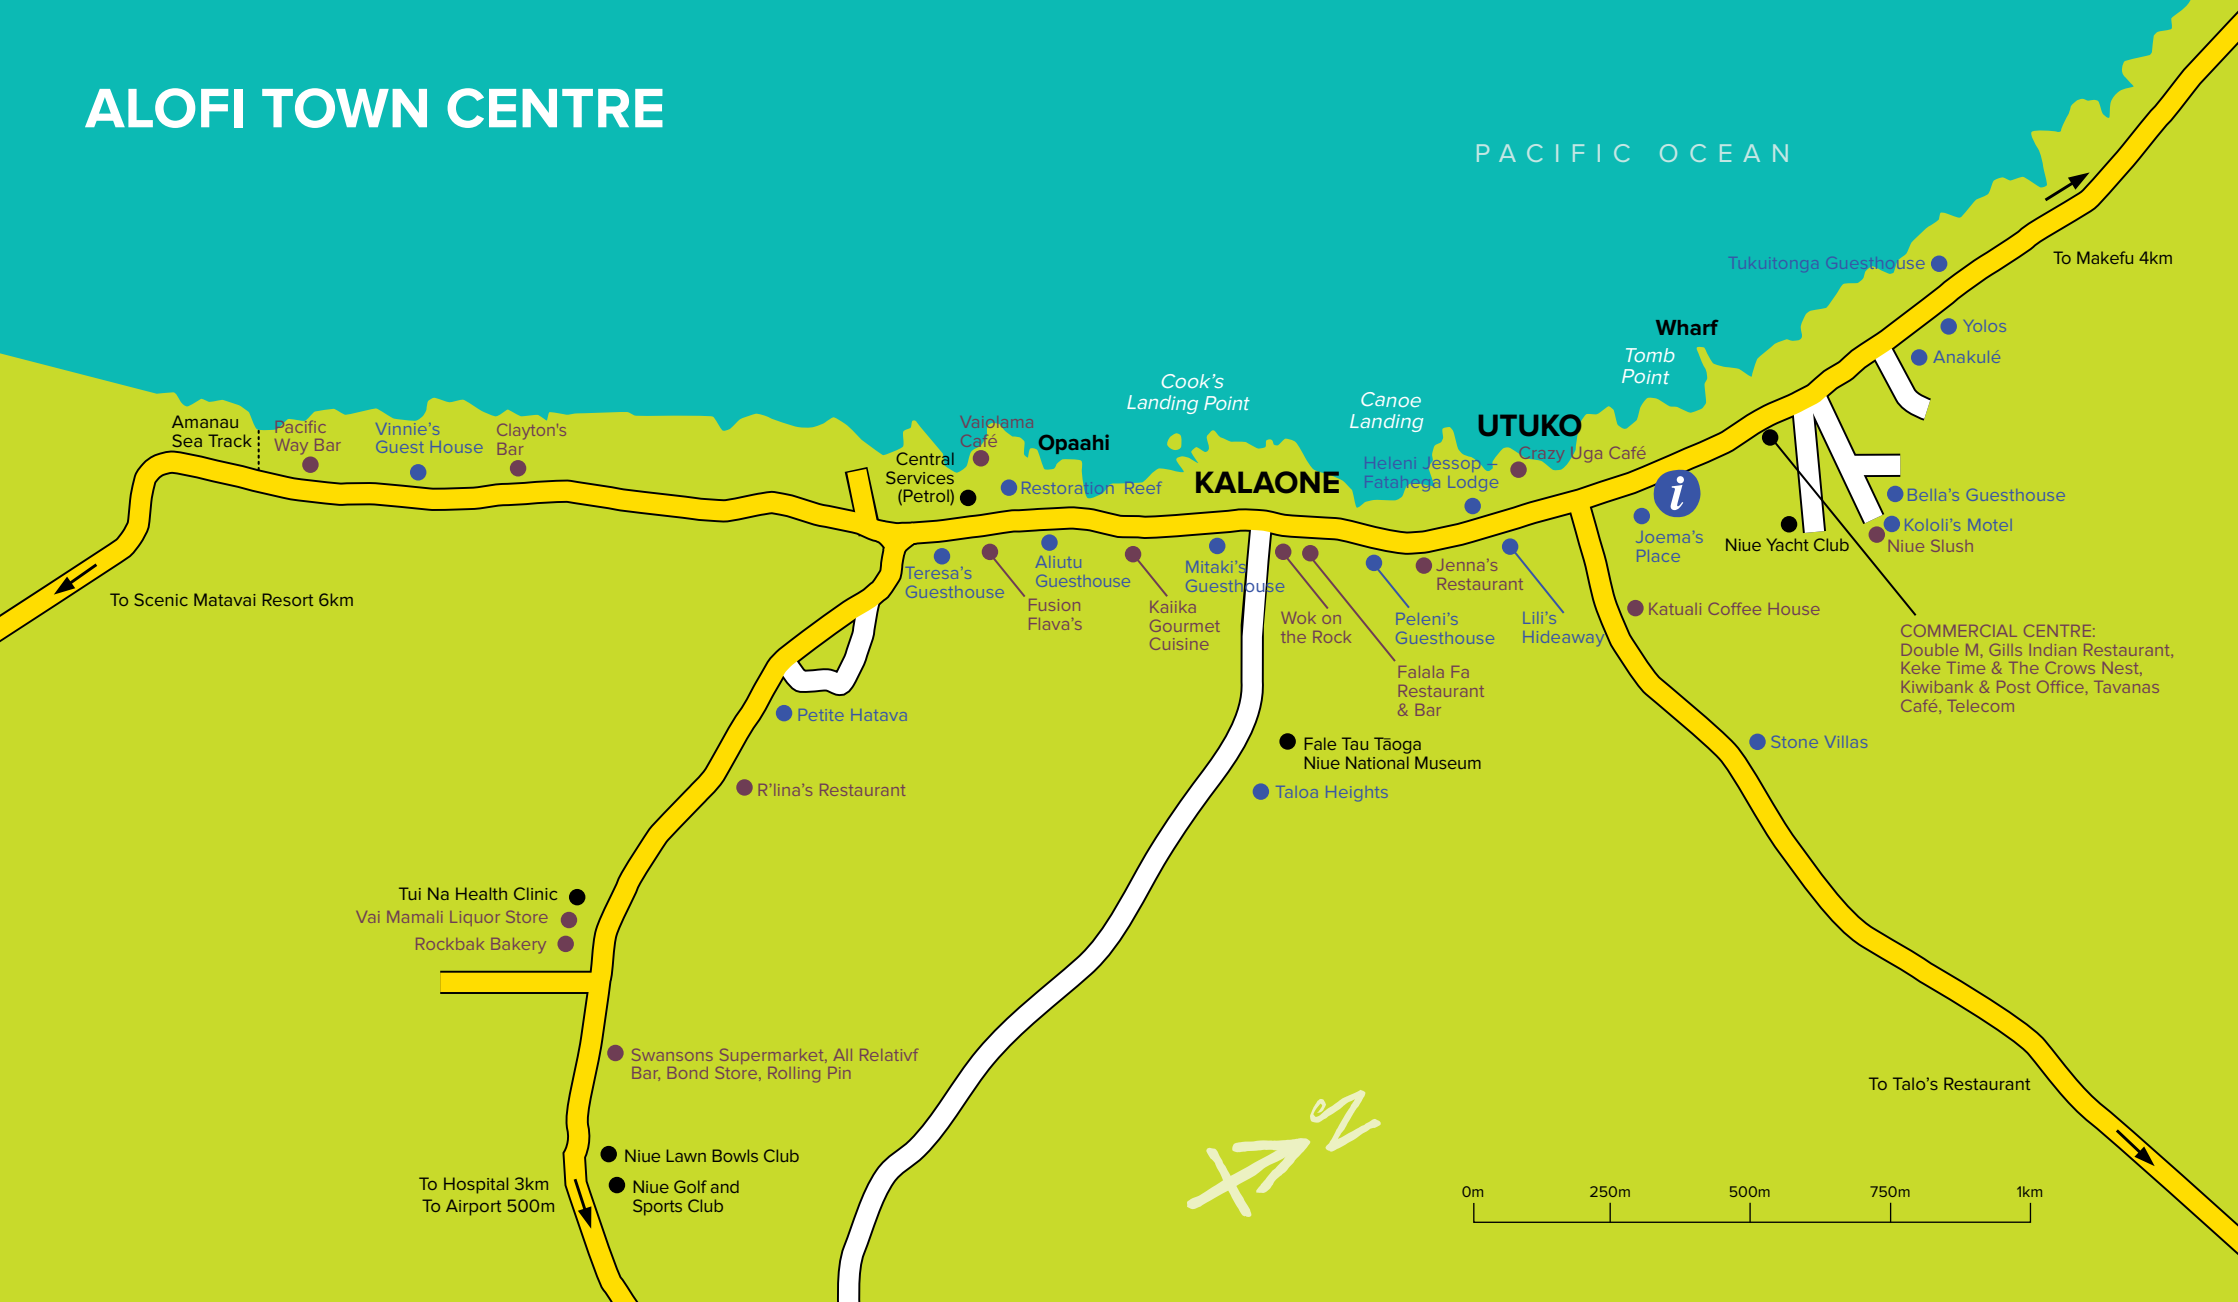 ALOFI TOWN CENTRE
PACIFIC OCEAN
Tukuitonga Guesthouse
To Makefu 4km
Wharf
Yolos
Tomb
Point
Anakulé
Cook's
Landing Point
Canoe
Landing
Amanau
Sea Track
Pacific
Way Bar
Vinnie's
Guest House
Clayton's
Bar
Vaiolama
Café
Opaahi
UTUKO
Central
Services
(Petrol)
Restoration Reef
KALAONE
Heleni Jessop –
Fatahega Lodge
Crazy Uga Café
i
Bella's Guesthouse
Kololi's Motel
Niue Slush
Niue Yacht Club
Joema's
Place
Teresa's
Guesthouse
Fusion
Flava's
Aliutu
Guesthouse
Kaiika
Gourmet
Cuisine
Mitaki's
Guesthouse
Wok on
the Rock
Falala Fa
Restaurant
& Bar
Peleni's
Guesthouse
Jenna's
Restaurant
Lili's
Hideaway
Katuali Coffee House
To Scenic Matavai Resort 6km
COMMERCIAL CENTRE:
Double M, Gills Indian Restaurant,
Keke Time & The Crows Nest,
Kiwibank & Post Office, Tavanas
Café, Telecom
Petite Hatava
Fale Tau Tāoga
Niue National Museum
Stone Villas
R'lina's Restaurant
Taloa Heights
Tui Na Health Clinic
Vai Mamali Liquor Store
Rockbak Bakery
Swansons Supermarket, All Relativf
Bar, Bond Store, Rolling Pin
To Talo's Restaurant
N
Niue Lawn Bowls Club
To Hospital 3km
To Airport 500m
Niue Golf and
Sports Club
0m 250m 500m 750m 1km